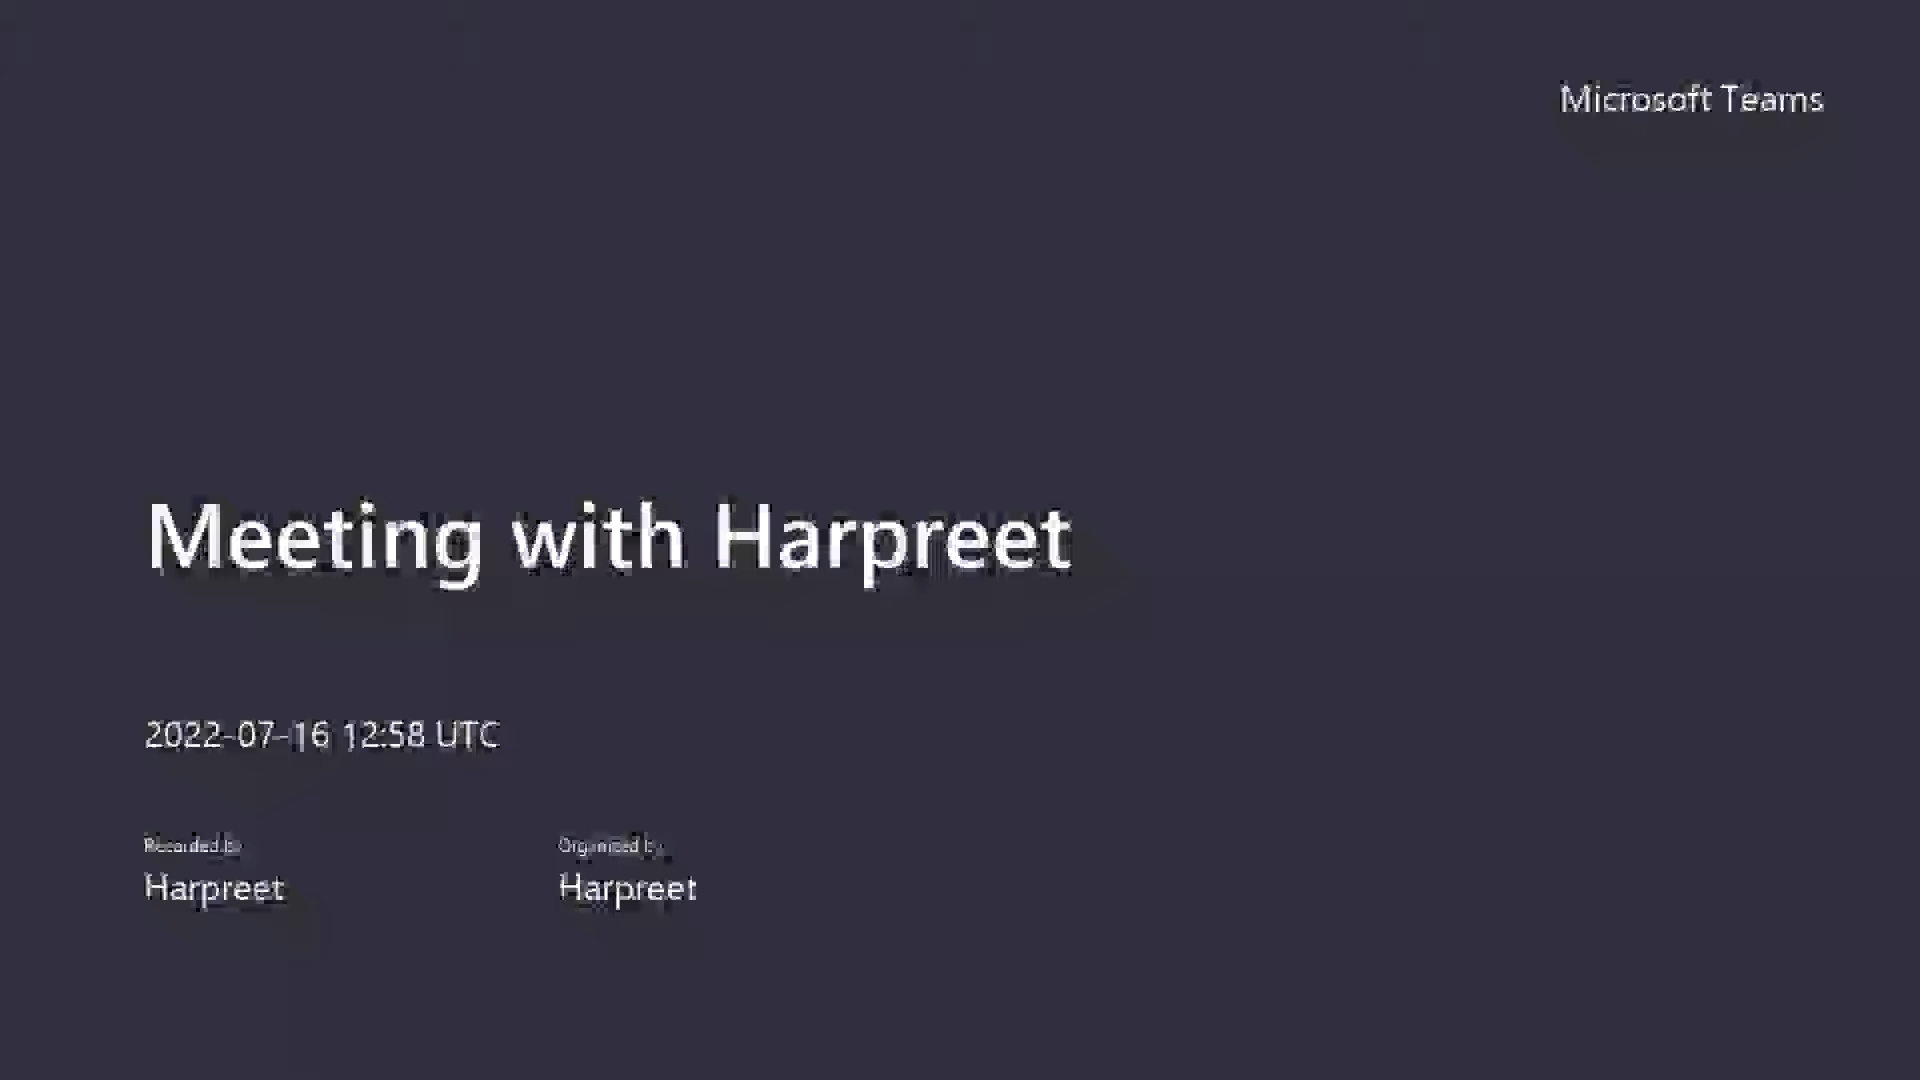 Microsoft Teams
Meeting with Harpreet
2022-07-16 12:58 UTC
Recorded by
Organized by
Harpreet
Harpreet